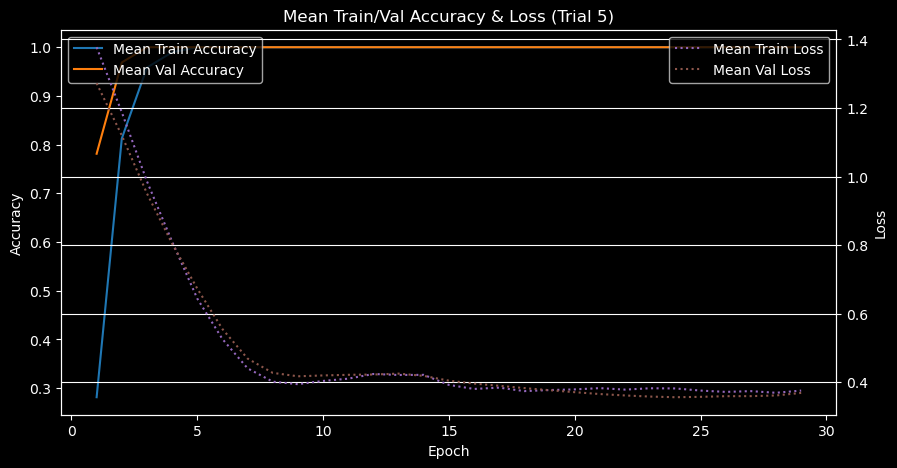 Mean Train/Val Accuracy & Loss (Trial 5)
Mean Train Accuracy
Mean Val Accuracy
Mean Train Loss
Mean Val Loss
1.0
0.9
0.8
0.7
0.6
0.5
0.4
0.3
Accuracy
1.4
1.2
1.0
0.8
0.6
0.4
Loss
0 5 10 15 20 25 30
Epoch